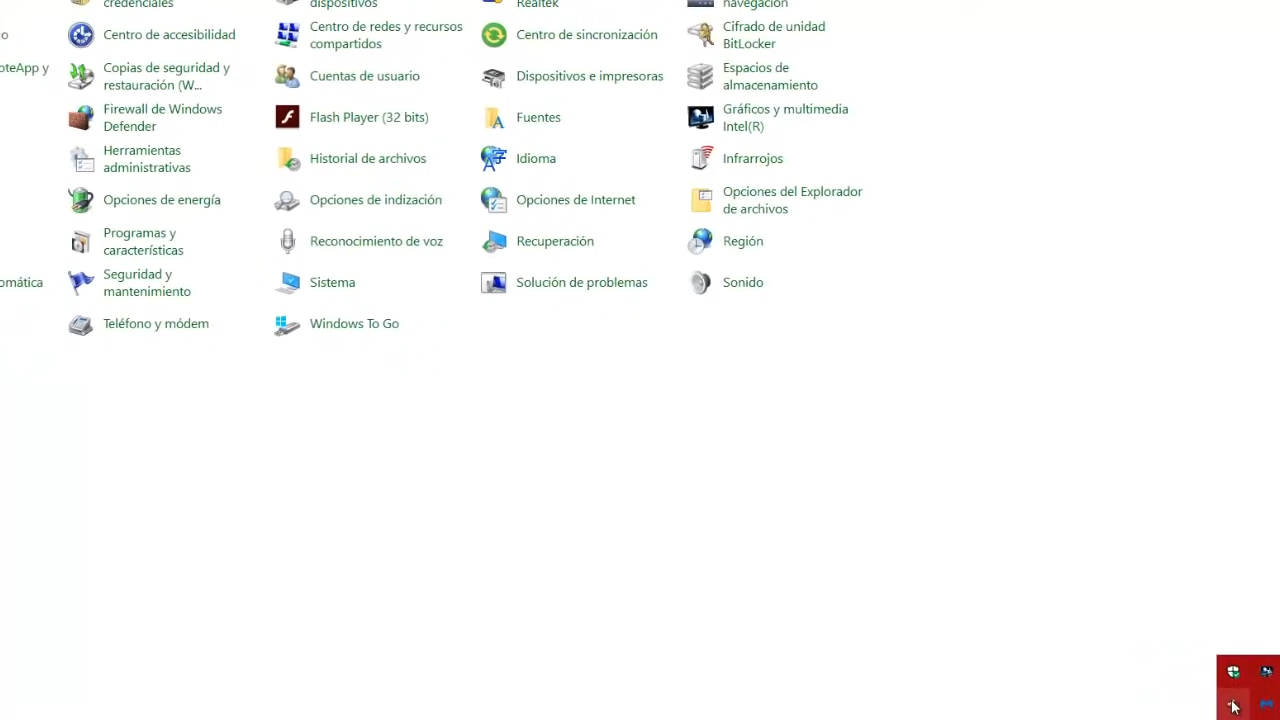 credenciales
dispositivos
Realtek
navegación
o
Centro de accesibilidad
Centro de redes y recursos
compartidos
Centro de sincronización
Cifrado de unidad
BitLocker
oteApp y
Copias de seguridad y
restauración (W...
Cuentas de usuario
Dispositivos e impresoras
Espacios de
almacenamiento
Firewall de Windows
Defender
Flash Player (32 bits)
Fuentes
Gráficos y multimedia
Intel(R)
Herramientas
administrativas
Historial de archivos
Idioma
Infrarrojos
Opciones de energía
Opciones de indización
Opciones de Internet
Opciones del Explorador
de archivos
Programas y
características
Reconocimiento de voz
Recuperación
Región
omática
Seguridad y
mantenimiento
Sistema
Solución de problemas
Sonido
Teléfono y módem
Windows To Go